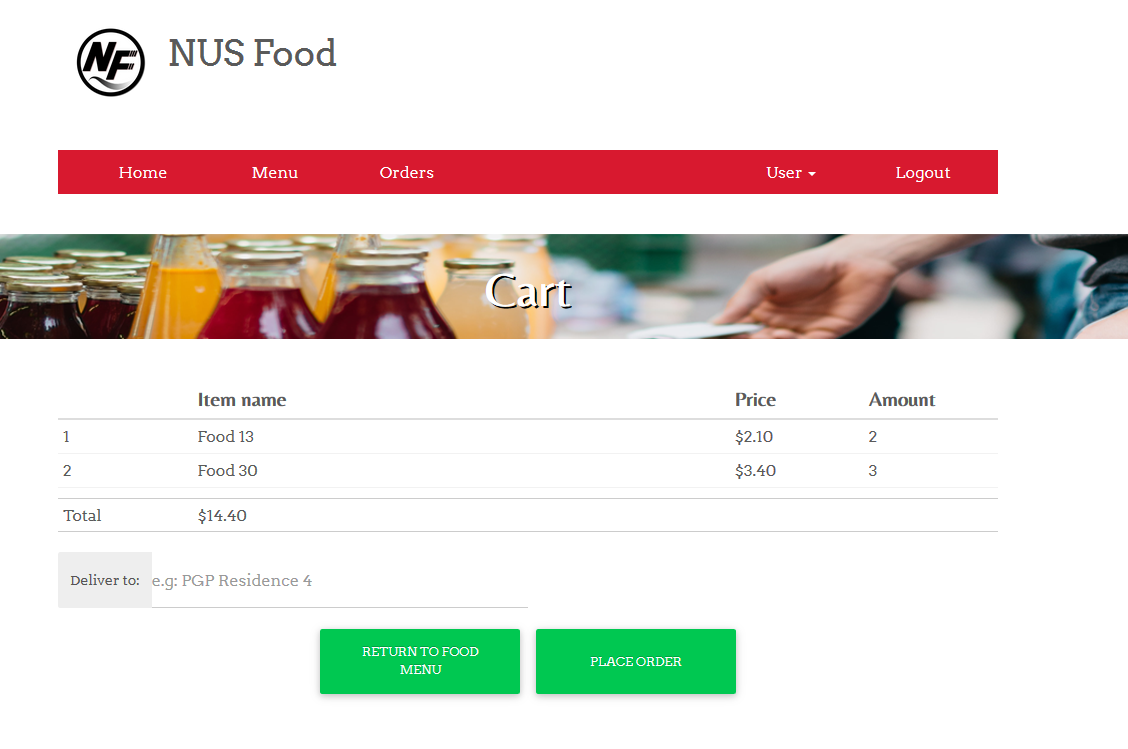 NF NUS Food
Home Menu Orders User Logout
Cart
Item name Price Amount
1 Food 13 $2.10 2
2 Food 30 $3.40 3
Total $14.40
Deliver to: e.g: PGP Residence 4
RETURN TO FOOD
MENU
PLACE ORDER